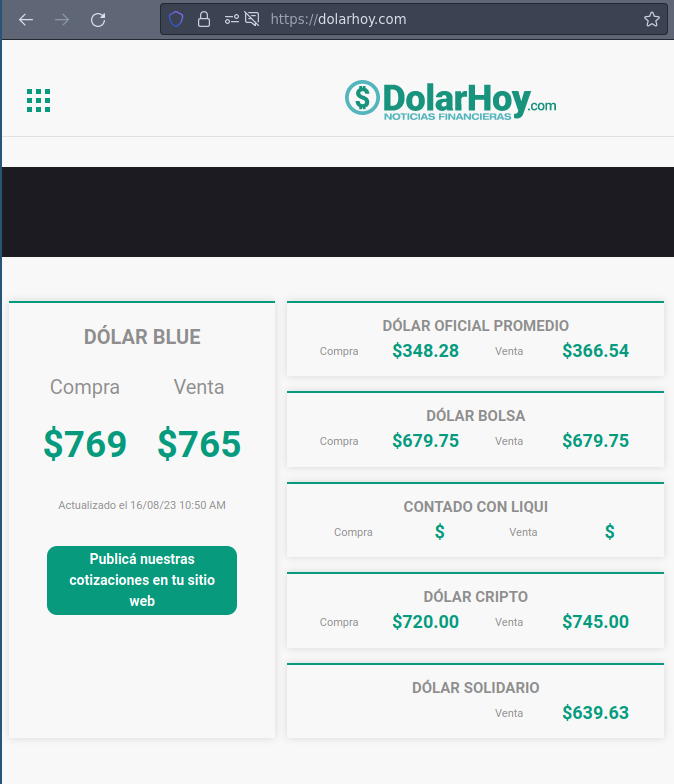 https://dolarhoy.com
$ DolarHoy.com
NOTICIAS FINANCIERAS
DÓLAR BLUE
Compra Venta
$769 $765
Actualizado el 16/08/23 10:50 AM
Publicá nuestras
cotizaciones en tu sitio
web
DÓLAR OFICIAL PROMEDIO
Compra $348.28 Venta $366.54
DÓLAR BOLSA
Compra $679.75 Venta $679.75
CONTADO CON LIQUI
Compra $ Venta $
DÓLAR CRIPTO
Compra $720.00 Venta $745.00
DÓLAR SOLIDARIO
Venta $639.63